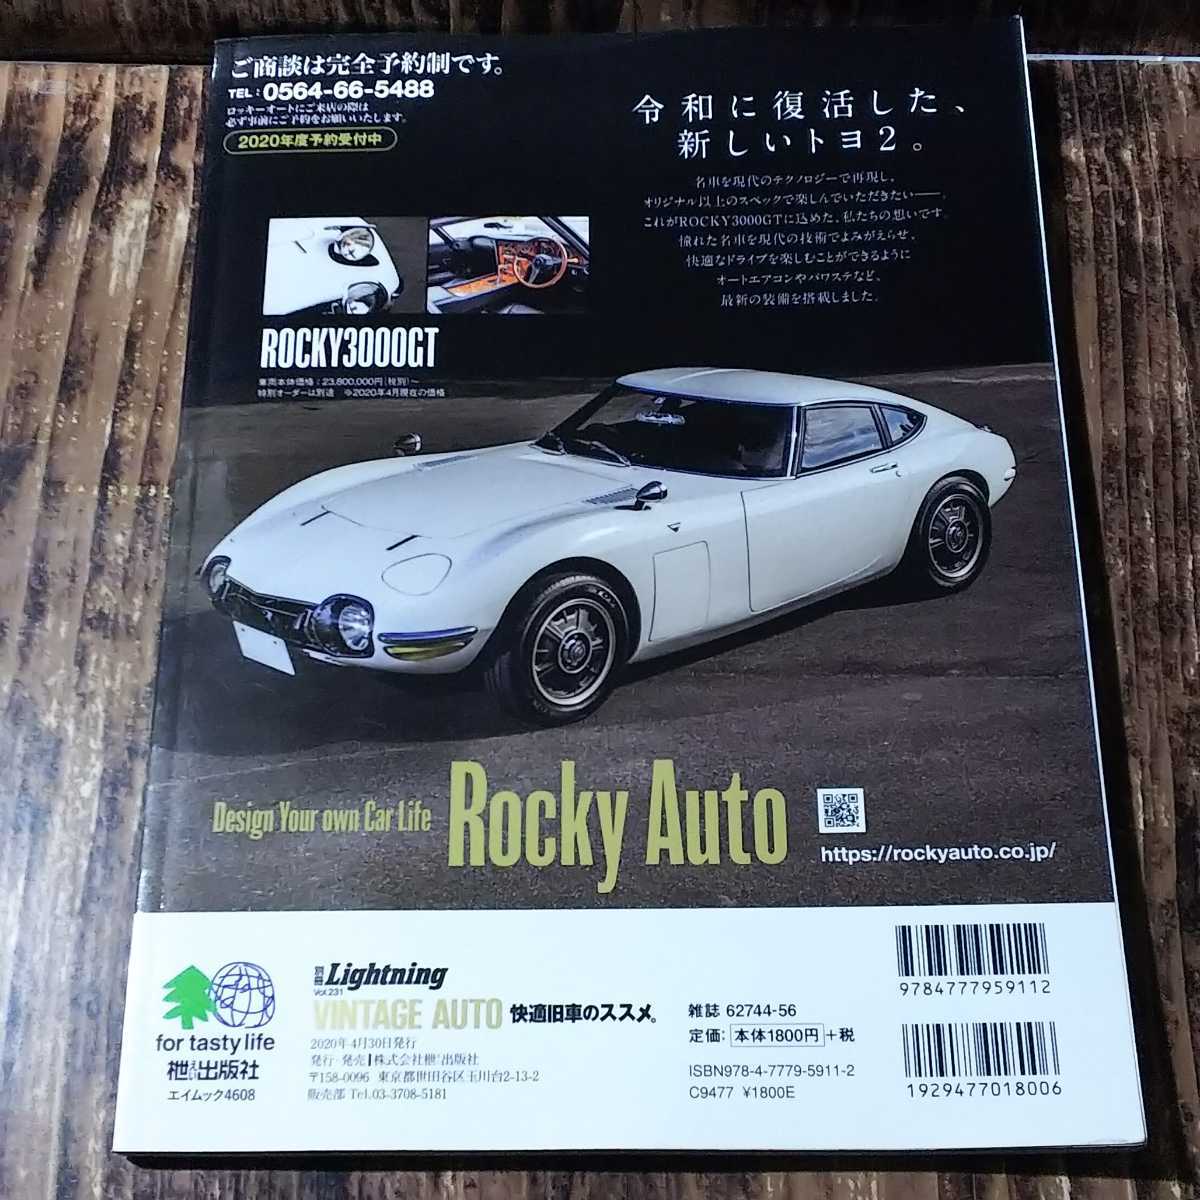 ご商談は完全予約制です。
TEL：0564-66-5488
ロッキーオートにご来店の際は
必ず事前にご予約をお願いいたします。
2020年度予約受付中
令和に復活した、
新しいトヨ2。
名車を現代のテクノロジーで再現し、
オリジナル以上のスペックで楽しんでいただきたい――。
これがROCKY3000GTに込めた、私たちの想いです。
憧れた名車を現代の技術でよみがえらせ、
快適なドライブを楽しむことができるように
オートエアコンやパワステなど、
最新の装備を搭載しました。
ROCKY3000GT
車両本体価格：23,800,000円(税別)～
特別オーダーは別途 ※2020年4月現在の価格
Design Your own Car Life Rocky Auto
https://rockyauto.co.jp/
for tasty life
枻出版社
エイムック4608
別冊 Lightning
Vol.231
VINTAGE AUTO 快適旧車のススメ。
2020年4月30日発行
発行・発売 株式会社枻出版社
〒158-0096 東京都世田谷区玉川台2-13-2
販売部 Tel.03-3708-5181
雑誌 62744-56
定価： 本体1800円 +税
ISBN978-4-7779-5911-2
C9477 ¥1800E
9784777959112
1929477018006